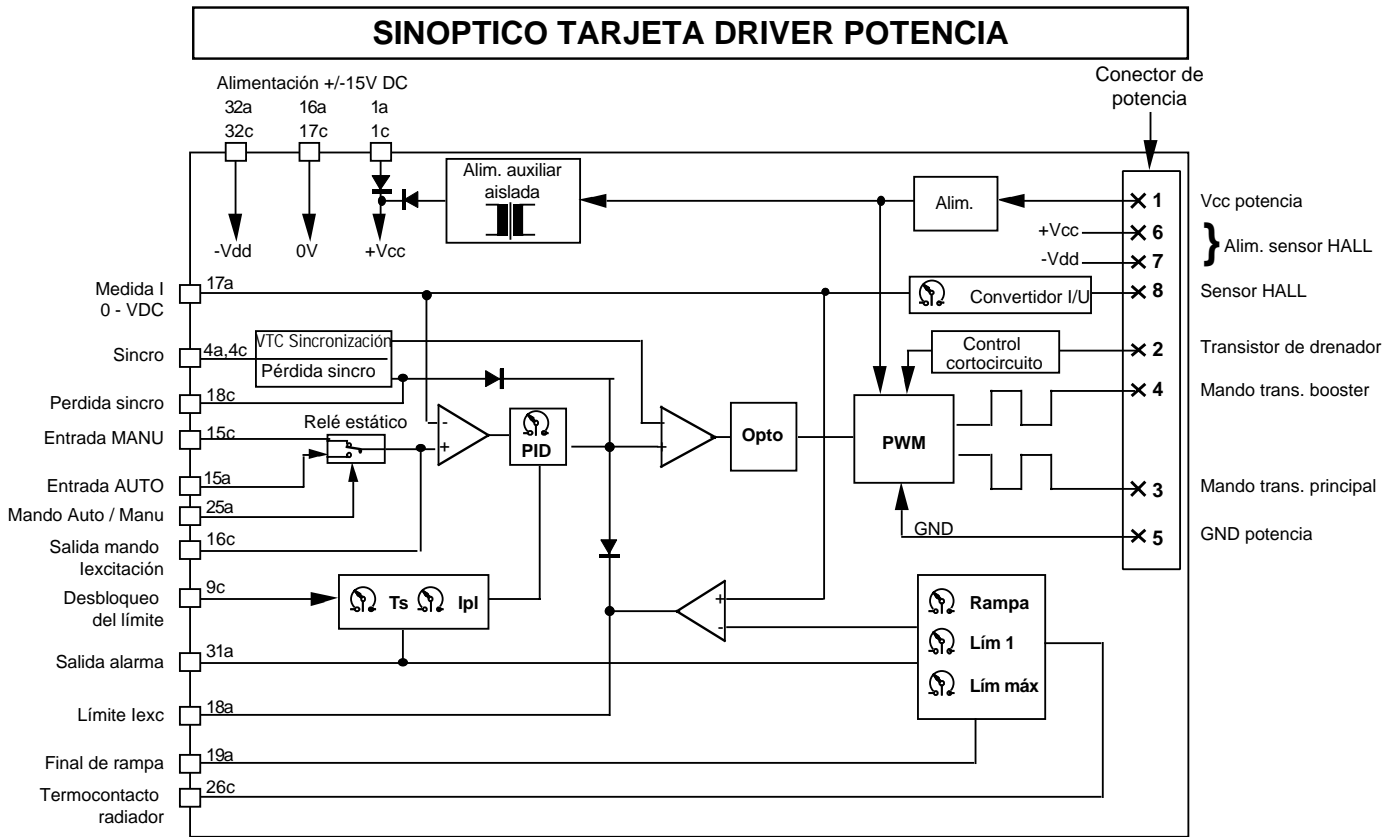 SINOPTICO TARJETA DRIVER POTENCIA
Alimentación +/-15V DC
32a 16a 1a
32c 17c 1c
Conector de
potencia
Alim. auxiliar
aislada
Alim.
-Vdd 0V +Vcc
1 Vcc potencia
+Vcc 6
} Alim. sensor HALL
-Vdd 7
Medida I
0 - VDC
17a
Convertidor I/U
8 Sensor HALL
Sincro
4a,4c
VTC Sincronización
Pérdida sincro
Control
cortocircuito
2 Transistor de drenador
Perdida sincro
18c
4 Mando trans. booster
Relé estático
Entrada MANU
15c
-
+
PID
+
Opto
PWM
Entrada AUTO
15a
3 Mando trans. principal
Mando Auto / Manu
25a
Salida mando
Iexcitación
16c
GND
5 GND potencia
Desbloqueo
del límite
9c
Ts Ipl
+
-
Rampa
Lím 1
Lím máx
Salida alarma
31a
Límite Iexc
18a
Final de rampa
19a
Termocontacto
radiador
26c